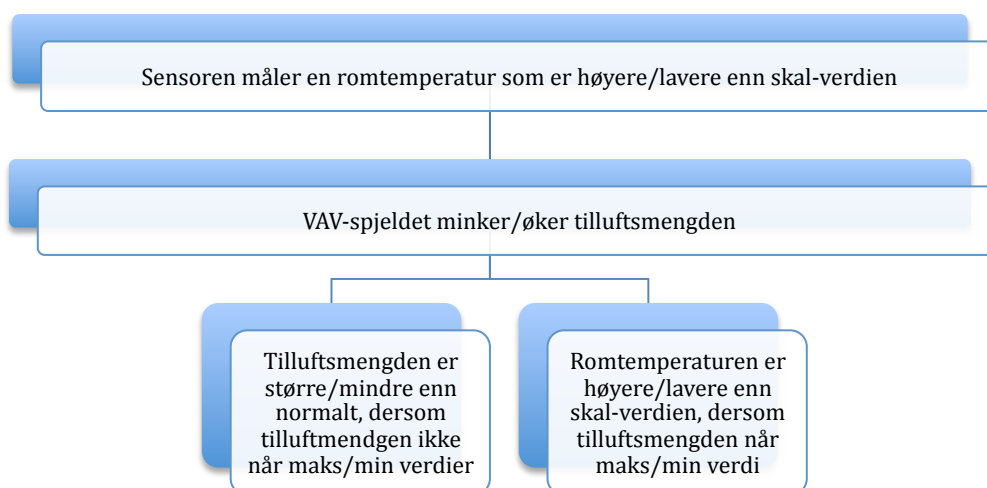 Sensoren måler en romtemperatur som er høyere/lavere enn skal-verdien
VAV-spjeldet minker/øker tilluftsmengden
Tilluftsmengden er
større/mindre enn
normalt, dersom
tilluftmendgen ikke
når maks/min verdier
Romtemperaturen er
høyere/lavere enn
skal-verdien, dersom
tilluftsmengden når
maks/min verdi